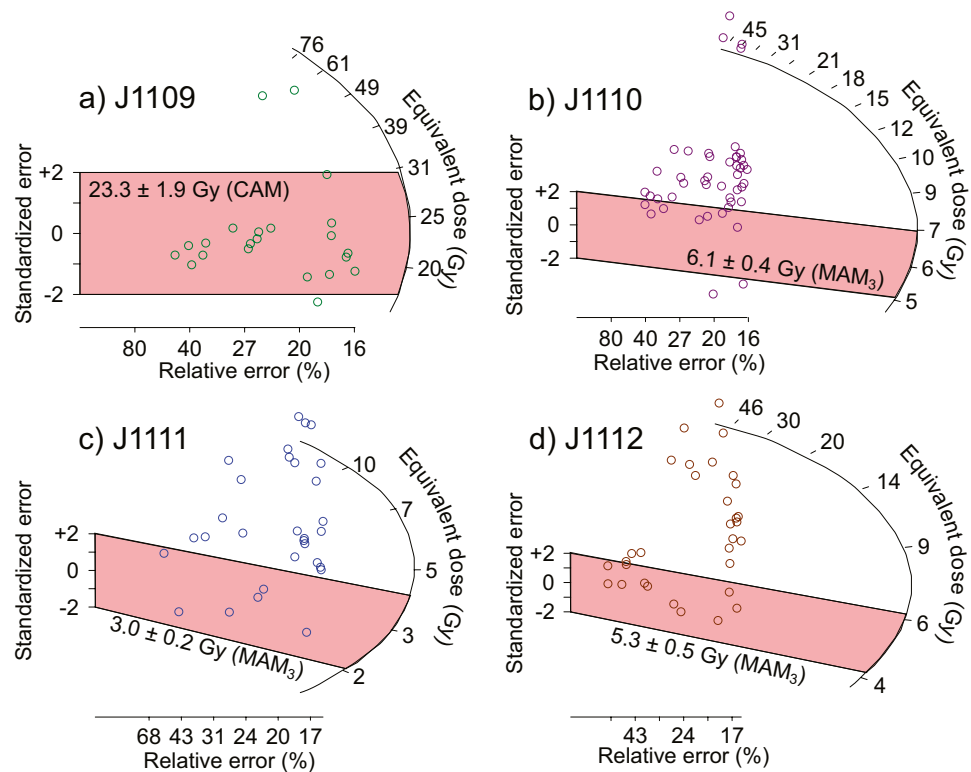 a) J1109
Standardized error
+2
0
-2
23.3 ± 1.9 Gy (CAM)
76
61
49
39
31
25
20
Equivalent dose (Gy)
80 40 27 20 16
Relative error (%)
b) J1110
Standardized error
+2
0
-2
6.1 ± 0.4 Gy (MAM₃)
45
31
21
18
15
12
10
9
7
6
5
Equivalent dose (Gy)
40 27 20 16
Relative error (%)
c) J1111
Standardized error
+2
0
-2
3.0 ± 0.2 Gy (MAM₃)
10
7
5
3
2
Equivalent dose (Gy)
68 43 31 24 20 17
Relative error (%)
d) J1112
Standardized error
+2
0
-2
5.3 ± 0.5 Gy (MAM₃)
46
30
20
14
9
6
4
Equivalent dose (Gy)
43 24 17
Relative error (%)